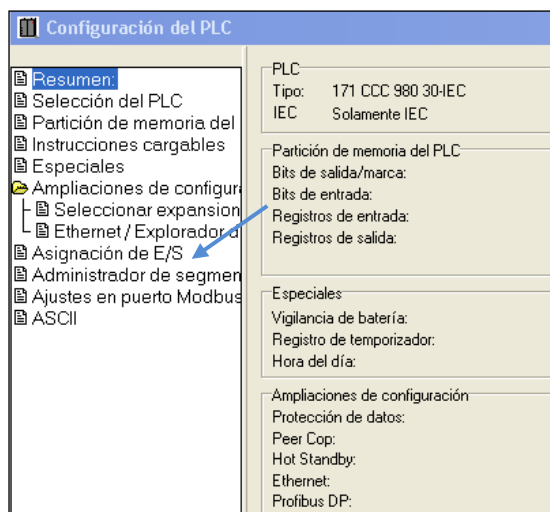 Configuración del PLC
Resumen:
Selección del PLC
Partición de memoria del
Instrucciones cargables
Especiales
Ampliaciones de configura
Seleccionar expansion
Ethernet / Explorador d
Asignación de E/S
Administrador de segmen
Ajustes en puerto Modbus
ASCII
PLC
Tipo: 171 CCC 980 30-IEC
IEC Solamente IEC
Partición de memoria del PLC
Bits de salida/marca:
Bits de entrada:
Registros de entrada:
Registros de salida:
Especiales
Vigilancia de batería:
Registro de temporizador:
Hora del día:
Ampliaciones de configuración
Protección de datos:
Peer Cop:
Hot Standby:
Ethernet:
Profibus DP: